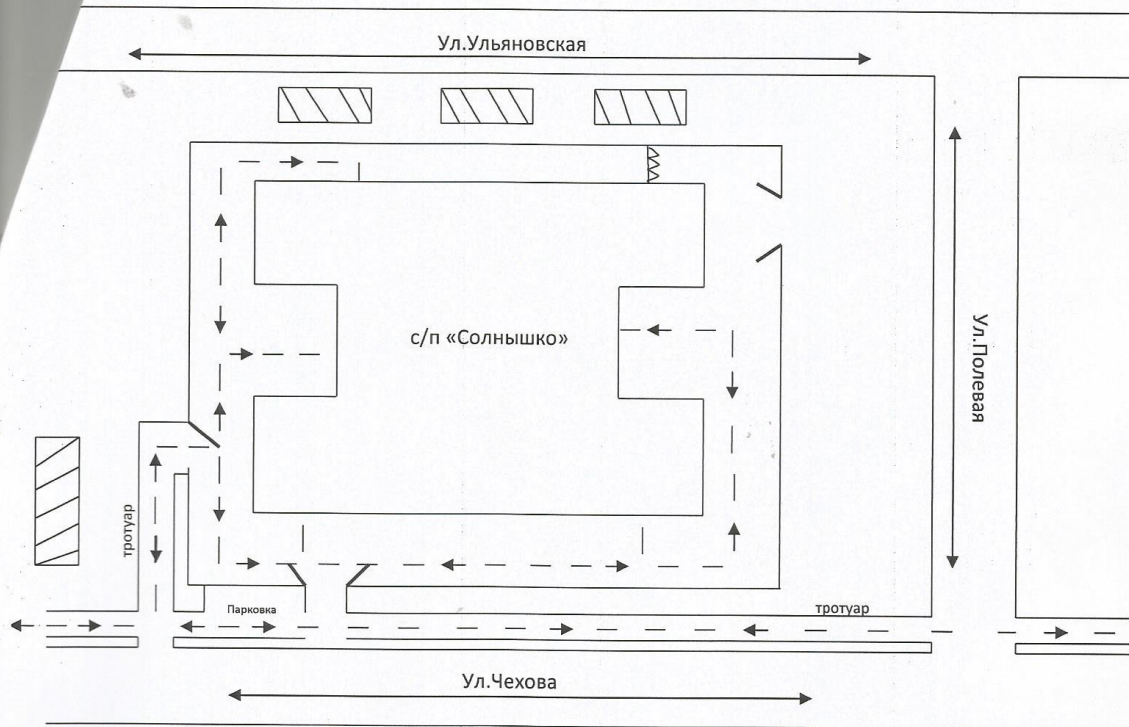 Ул.Ульяновская
с/п «Солнышко»
Ул.Полевая
тротуар
Парковка
тротуар
Ул.Чехова